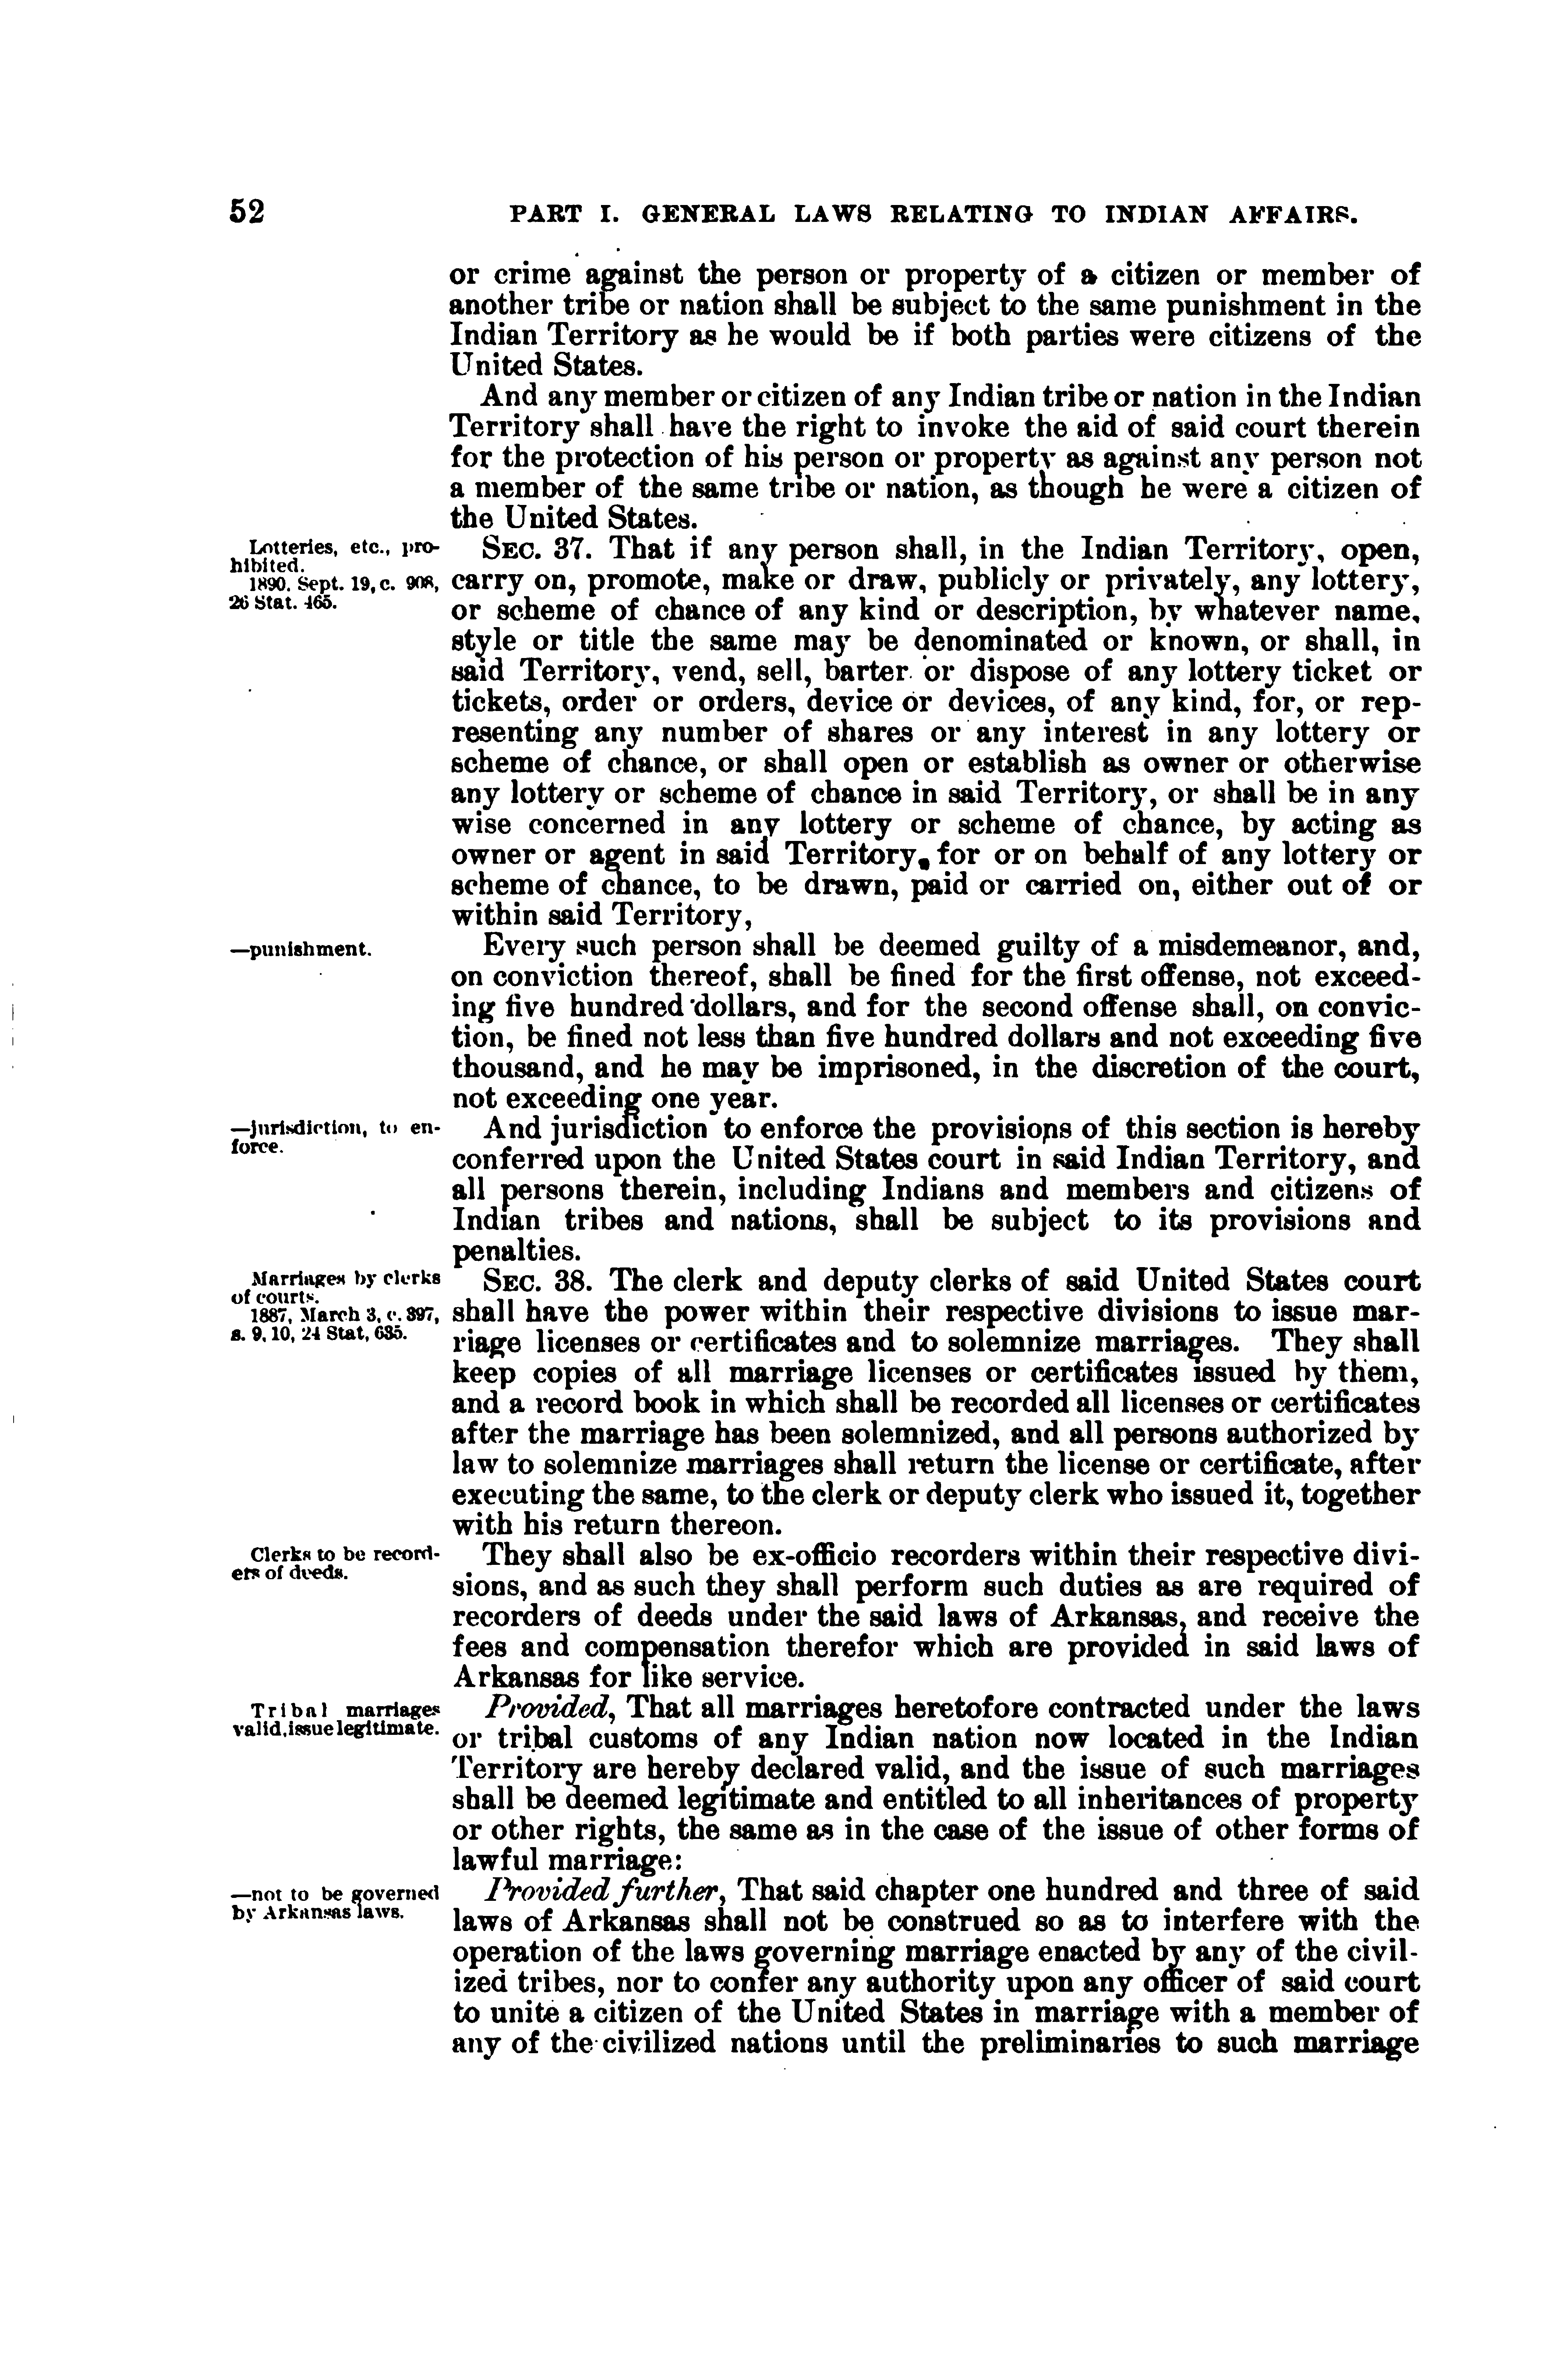 52
PART I. GENERAL LAWS RELATING TO INDIAN AFFAIRS.
or crime against the person or property of a citizen or member of
another tribe or nation shall be subject to the same punishment in the
Indian Territory as he would be if both parties were citizens of the
United States.
And any member or citizen of any Indian tribe or nation in the Indian
Territory shall have the right to invoke the aid of said court therein
for the protection of his person or property as against any person not
a member of the same tribe or nation, as though he were a citizen of
the United States.
Lotteries, etc., pro-
hibited.
1890. Sept. 19, c. 908,
26 Stat. 465.
SEC. 37. That if any person shall, in the Indian Territory, open,
carry on, promote, make or draw, publicly or privately, any lottery,
or scheme of chance of any kind or description, by whatever name,
style or title the same may be denominated or known, or shall, in
said Territory, vend, sell, barter or dispose of any lottery ticket or
tickets, order or orders, device or devices, of any kind, for, or rep-
resenting any number of shares or any interest in any lottery or
scheme of chance, or shall open or establish as owner or otherwise
any lottery or scheme of chance in said Territory, or shall be in any
wise concerned in any lottery or scheme of chance, by acting as
owner or agent in said Territory, for or on behalf of any lottery or
scheme of chance, to be drawn, paid or carried on, either out of or
within said Territory,
—punishment.
Every such person shall be deemed guilty of a misdemeanor, and,
on conviction thereof, shall be fined for the first offense, not exceed-
ing five hundred dollars, and for the second offense shall, on convic-
tion, be fined not less than five hundred dollars and not exceeding five
thousand, and he may be imprisoned, in the discretion of the court,
not exceeding one year.
—jurisdiction, to en-
force.
And jurisdiction to enforce the provisions of this section is hereby
conferred upon the United States court in said Indian Territory, and
all persons therein, including Indians and members and citizens of
Indian tribes and nations, shall be subject to its provisions and
penalties.
Marriages by clerks
of courts.
1887, March 3, c. 397,
s. 9, 10, 24 Stat, 635.
SEC. 38. The clerk and deputy clerks of said United States court
shall have the power within their respective divisions to issue mar-
riage licenses or certificates and to solemnize marriages. They shall
keep copies of all marriage licenses or certificates issued by them,
and a record book in which shall be recorded all licenses or certificates
after the marriage has been solemnized, and all persons authorized by
law to solemnize marriages shall return the license or certificate, after
executing the same, to the clerk or deputy clerk who issued it, together
with his return thereon.
Clerks to be record-
ers of deeds.
They shall also be ex-officio recorders within their respective divi-
sions, and as such they shall perform such duties as are required of
recorders of deeds under the said laws of Arkansas, and receive the
fees and compensation therefor which are provided in said laws of
Arkansas for like service.
Tribal marriages
valid, issue legitimate.
Provided, That all marriages heretofore contracted under the laws
or tribal customs of any Indian nation now located in the Indian
Territory are hereby declared valid, and the issue of such marriages
shall be deemed legitimate and entitled to all inheritances of property
or other rights, the same as in the case of the issue of other forms of
lawful marriage:
—not to be governed
by Arkansas laws.
Provided further, That said chapter one hundred and three of said
laws of Arkansas shall not be construed so as to interfere with the
operation of the laws governing marriage enacted by any of the civil-
ized tribes, nor to confer any authority upon any officer of said court
to unite a citizen of the United States in marriage with a member of
any of the civilized nations until the preliminaries to such marriage